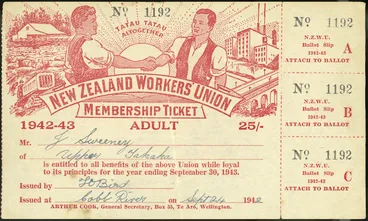 No 1192
TATAU TATAU
ALTOGETHER
NEW ZEALAND WORKERS' UNION
MEMBERSHIP TICKET
1942-43 ADULT 25/-
Mr. J Sweeney
of Upper Takaka
is entitled to all benefits of the above Union while loyal
to its principles for the year ending September 30, 1943.
Issued by
Issued at Cobb River on Sept 24 1942
ARTHUR COOK, General Secretary, Box 15, Te Aro, Wellington.
No 1192
N.Z.W.U.
Ballot Slip A
1942-43
ATTACH TO BALLOT
No 1192
N.Z.W.U.
Ballot Slip B
1942-43
ATTACH TO BALLOT
No 1192
N.Z.W.U.
Ballot Slip C
1942-43
ATTACH TO BALLOT